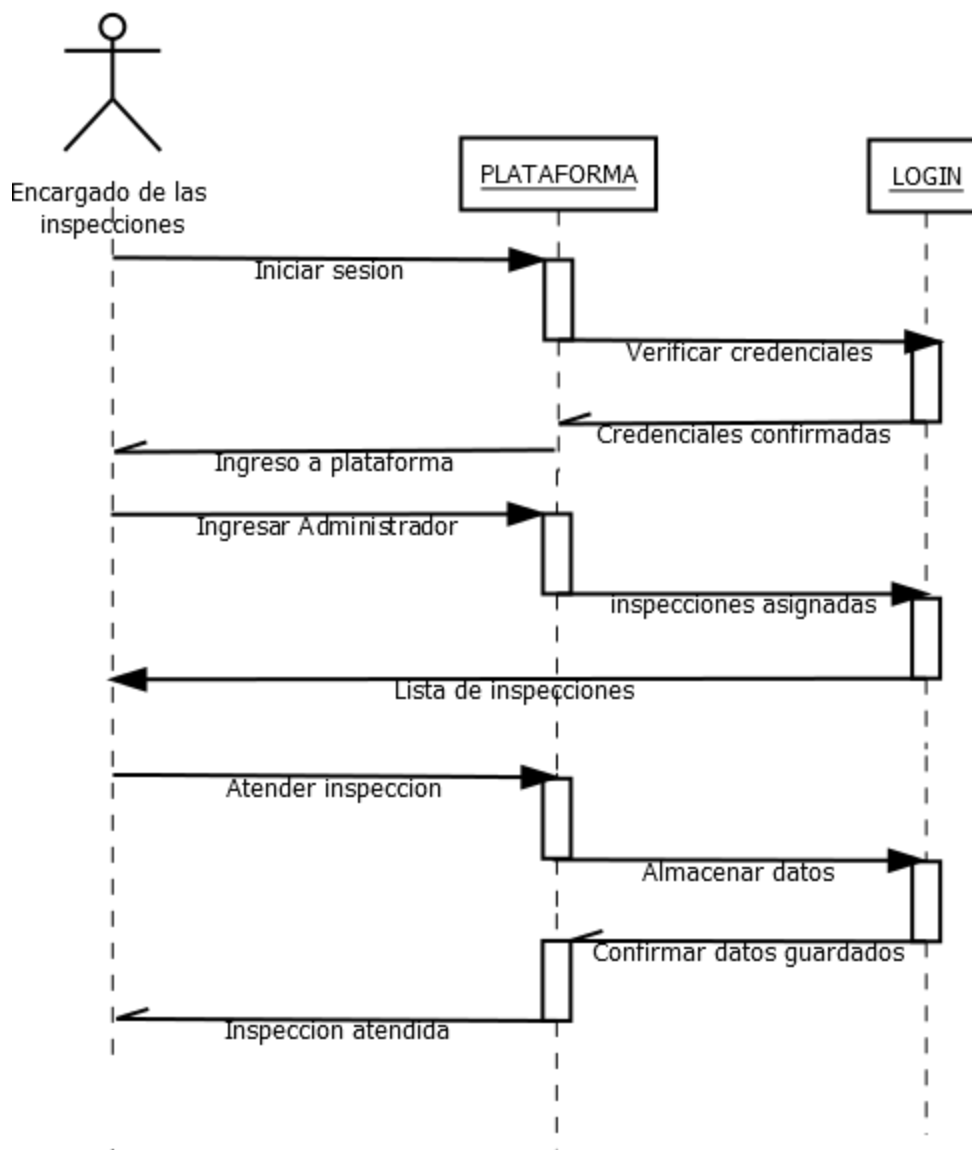 Encargado de las
inspecciones
PLATAFORMA
LOGIN
Iniciar sesion
Verificar credenciales
Credenciales confirmadas
Ingreso a plataforma
Ingresar Administrador
inspecciones asignadas
Lista de inspecciones
Atender inspeccion
Almacenar datos
Confirmar datos guardados
Inspeccion atendida